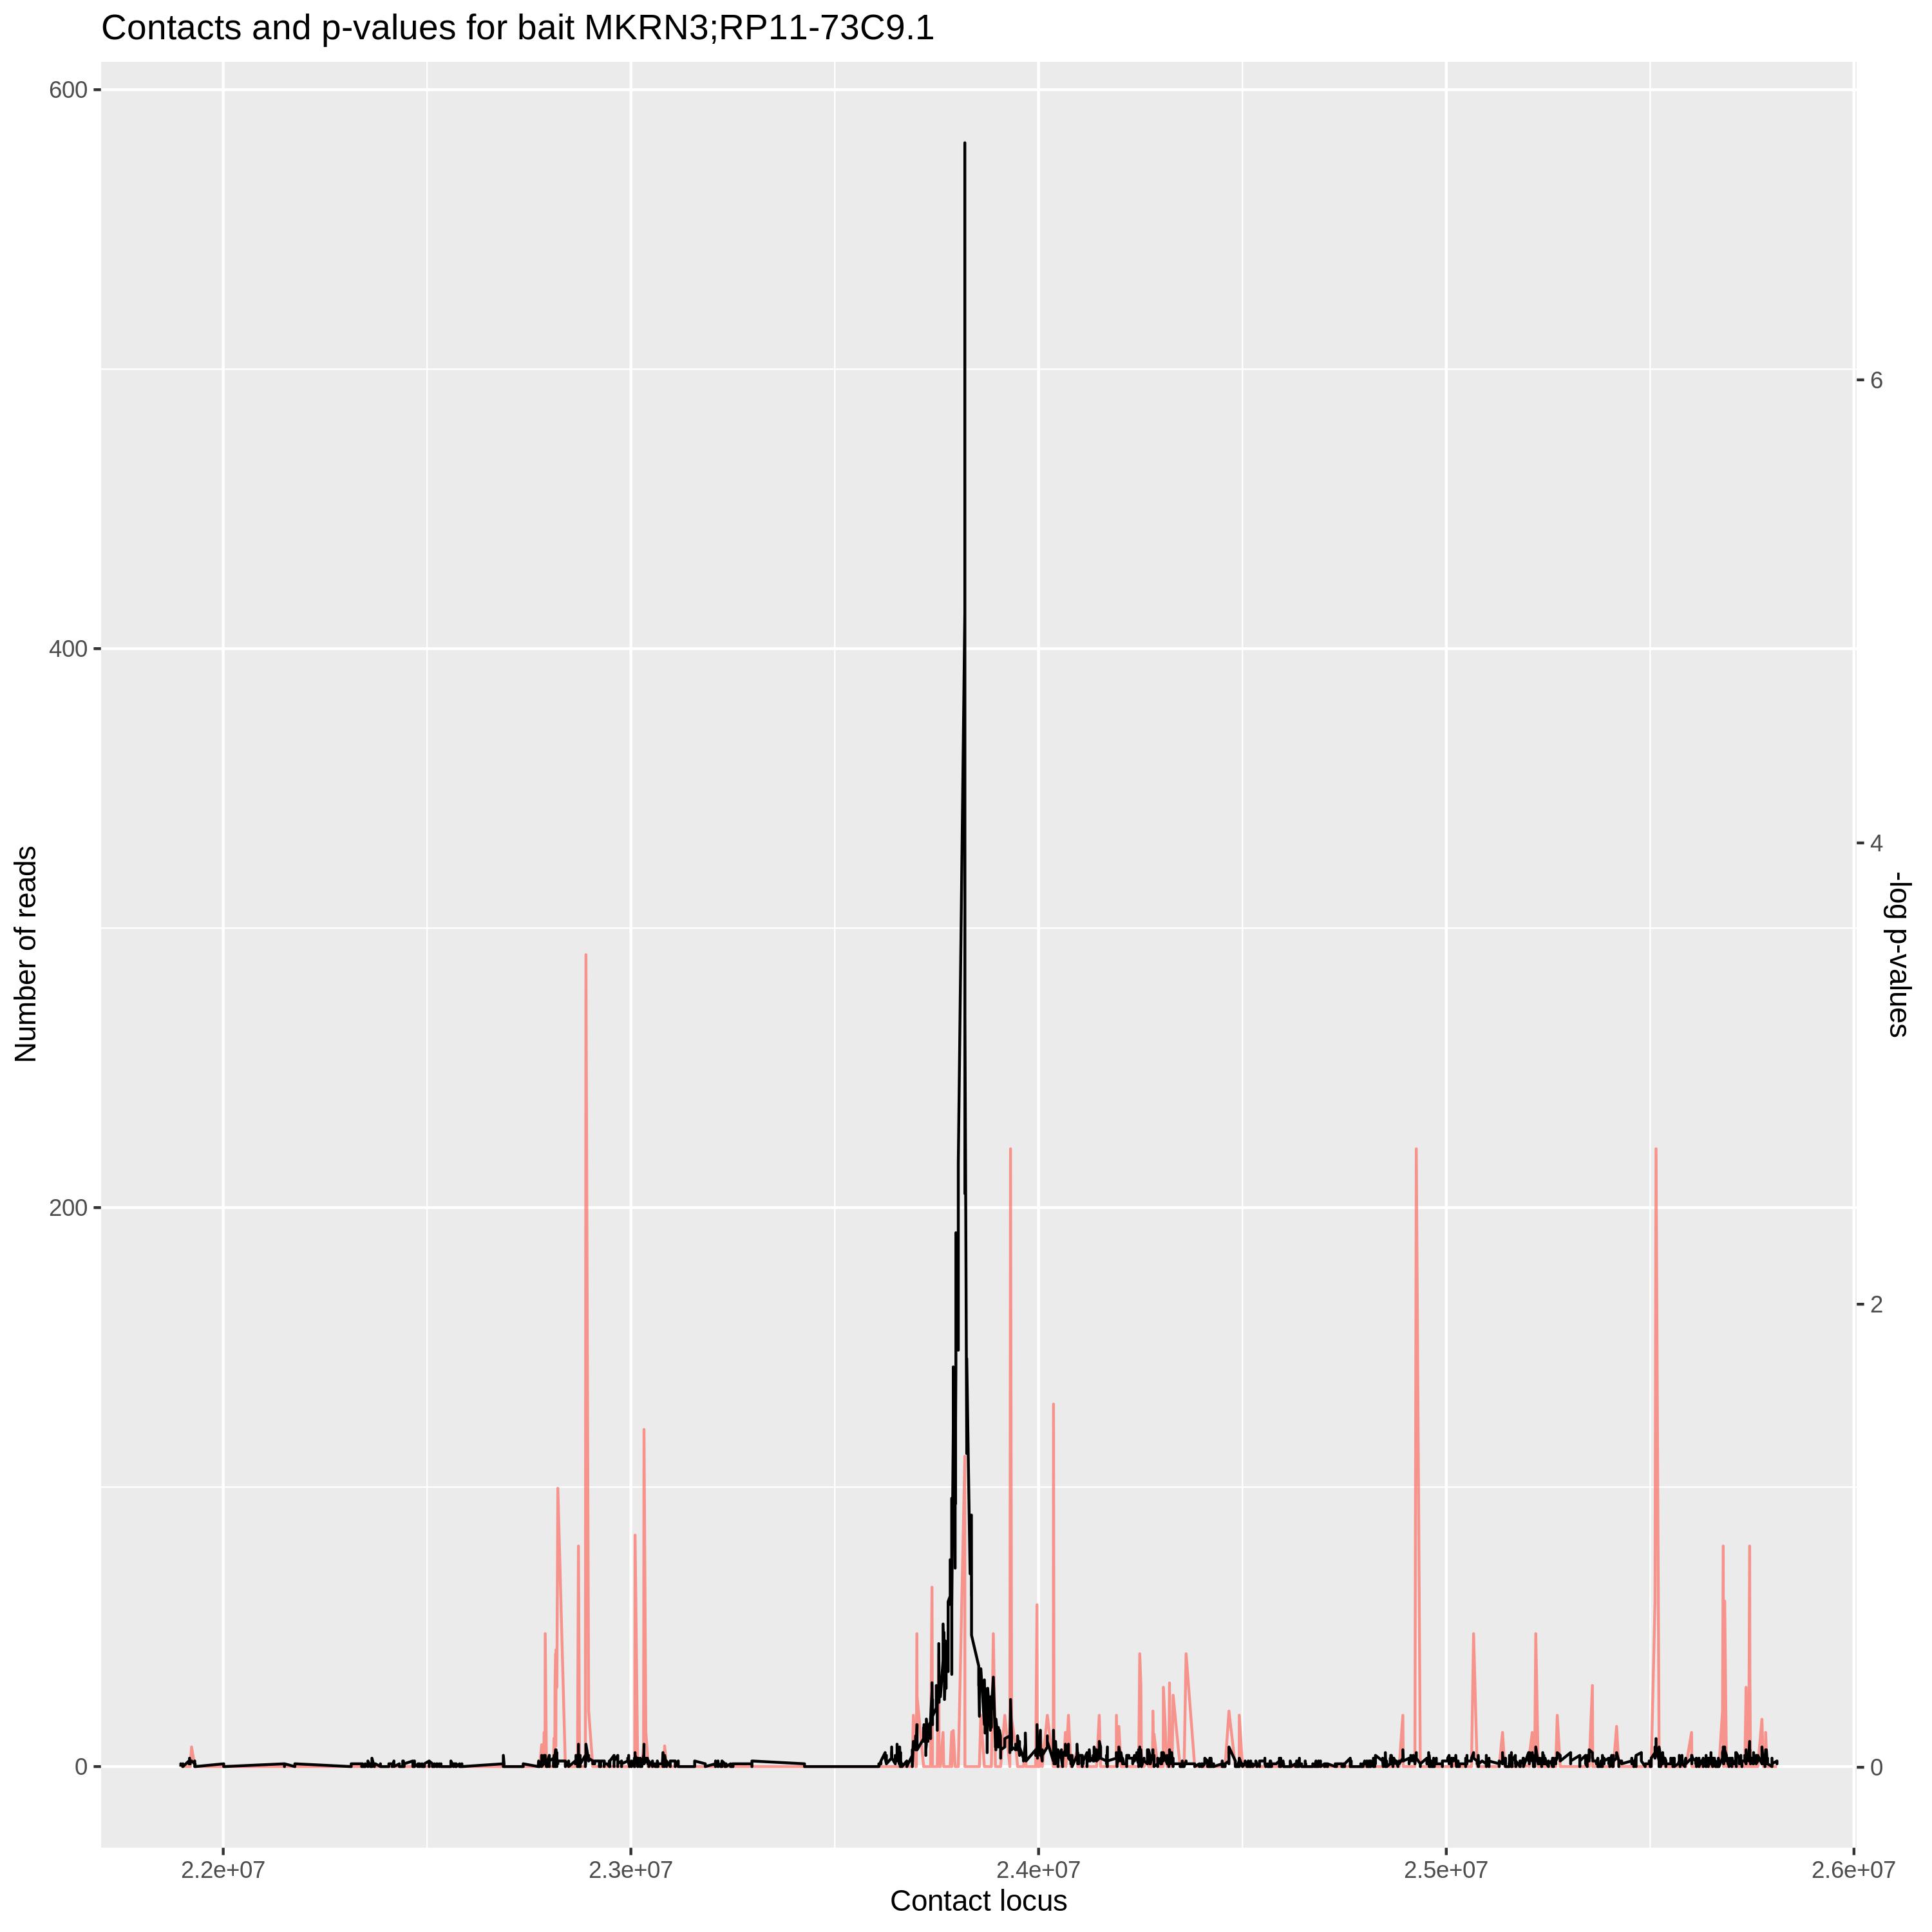 Contacts and p-values for bait MKRN3;RP11-73C9.1
600
400
200
0
Number of reads
6
4
2
0
-log p-values
2.2e+07
2.3e+07
2.4e+07
2.5e+07
2.6e+07
Contact locus